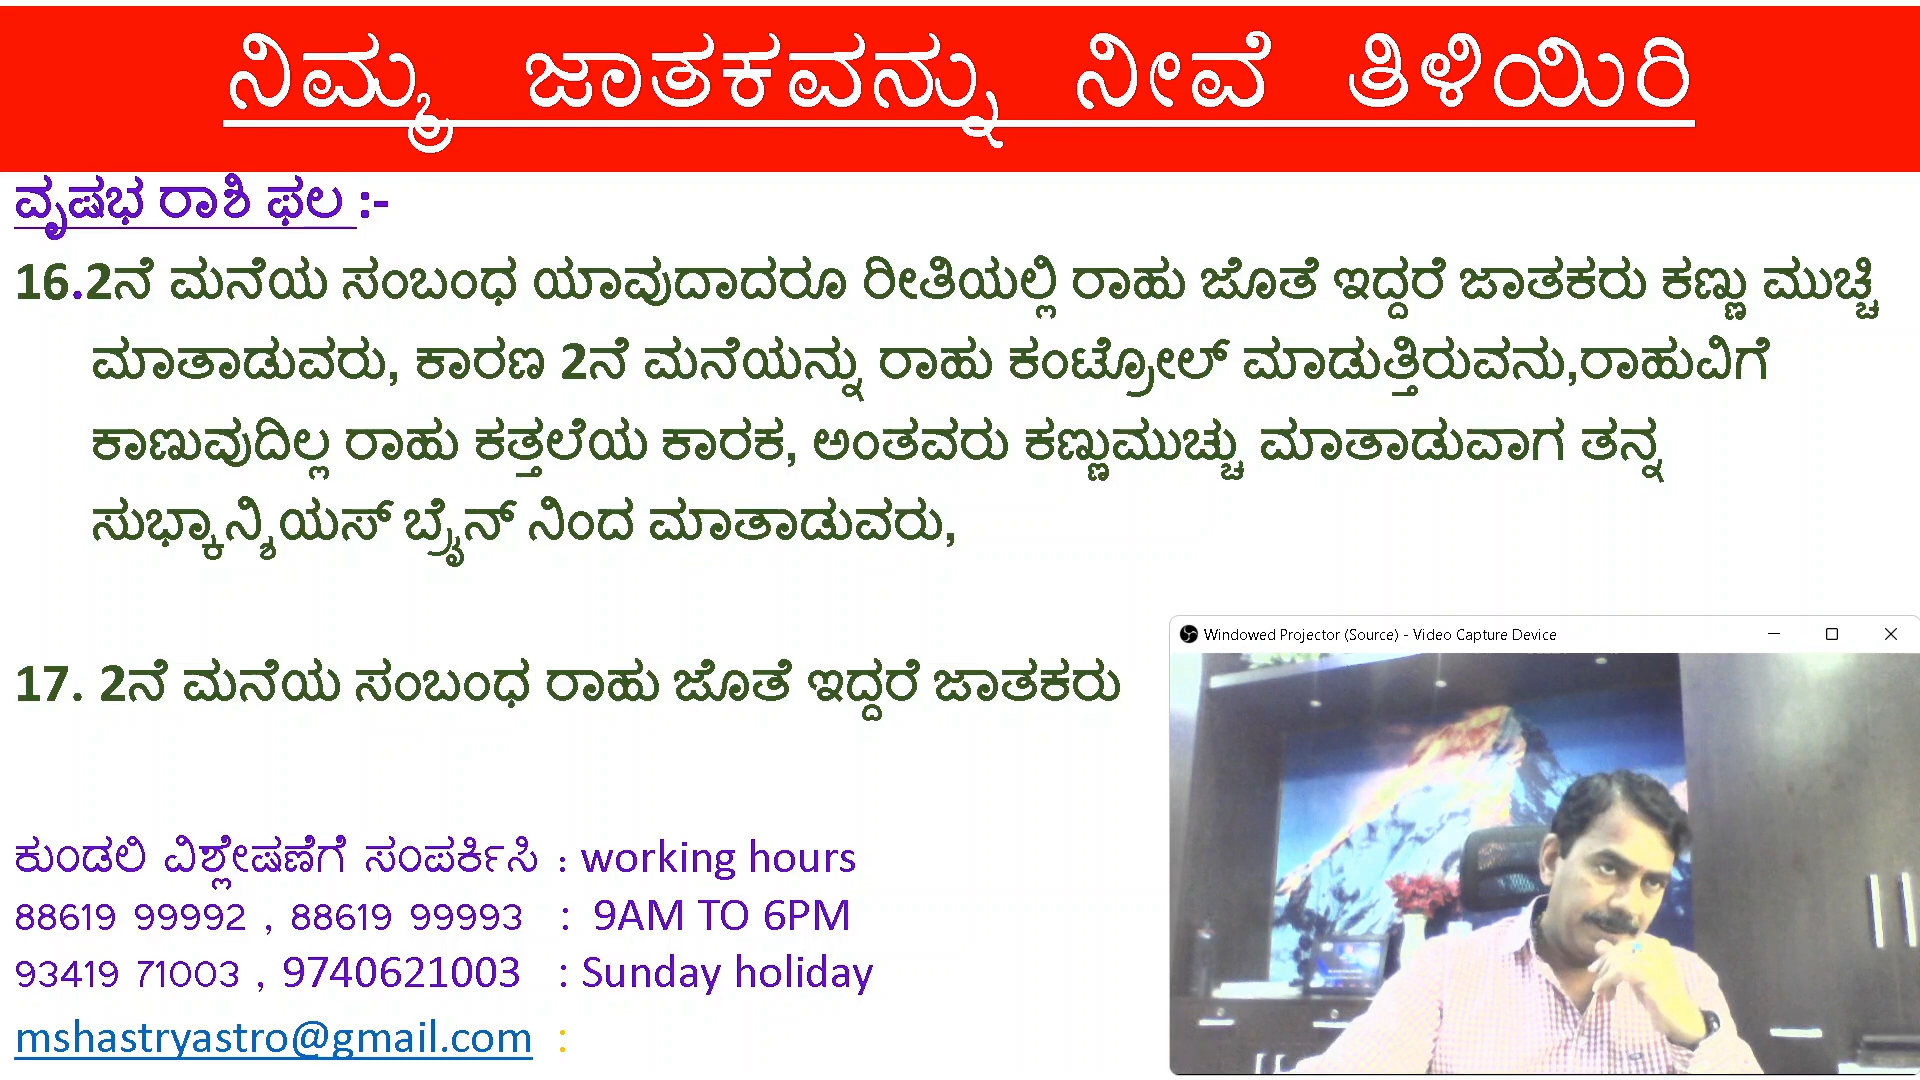 ನಿಮ್ಮ ಜಾತಕವನ್ನು ನೀವೆ ತಿಳಿಯಿರಿ
ವೃಷಭ ರಾಶಿ ಫಲ :-
16.2ನೆ ಮನೆಯ ಸಂಬಂಧ ಯಾವುದಾದರೂ ರೀತಿಯಲ್ಲಿ ರಾಹು ಜೊತೆ ಇದ್ದರೆ ಜಾತಕರು ಕಣ್ಣು ಮುಚ್ಚಿ
ಮಾತಾಡುವರು, ಕಾರಣ 2ನೆ ಮನೆಯನ್ನು ರಾಹು ಕಂಟ್ರೋಲ್ ಮಾಡುತ್ತಿರುವನು,ರಾಹುವಿಗೆ
ಕಾಣುವುದಿಲ್ಲ ರಾಹು ಕತ್ತಲೆಯ ಕಾರಕ, ಅಂತವರು ಕಣ್ಣುಮುಚ್ಚು ಮಾತಾಡುವಾಗ ತನ್ನ
ಸುಭ್ಕಾನ್ಶಿಯಸ್ ಬ್ರೈನ್ ನಿಂದ ಮಾತಾಡುವರು,
Windowed Projector (Source) - Video Capture Device
17. 2ನೆ ಮನೆಯ ಸಂಬಂಧ ರಾಹು ಜೊತೆ ಇದ್ದರೆ ಜಾತಕರು
ಕುಂಡಲಿ ವಿಶ್ಲೇಷಣೆಗೆ ಸಂಪರ್ಕಿಸಿ : working hours
88619 99992 , 88619 99993 : 9AM TO 6PM
93419 71003 , 9740621003 : Sunday holiday
mshastryastro@gmail.com :